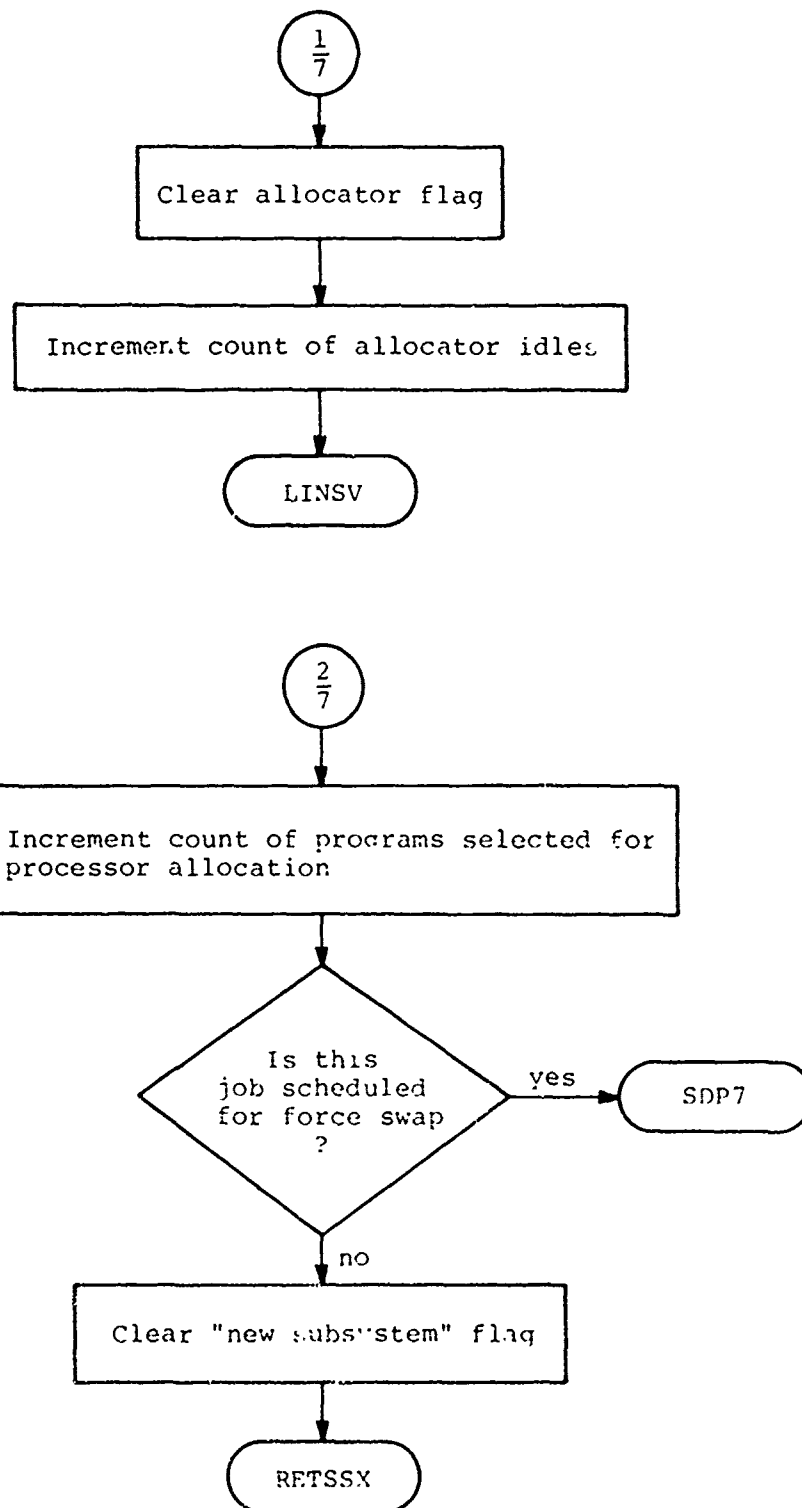 1
7
Clear allocator flag
Increment count of allocator idles
LINSV
2
7
Increment count of programs selected for
processor allocation
Is this
job scheduled
for force swap
?
yes
SDP7
no
Clear "new subsystem" flag
RETSSX